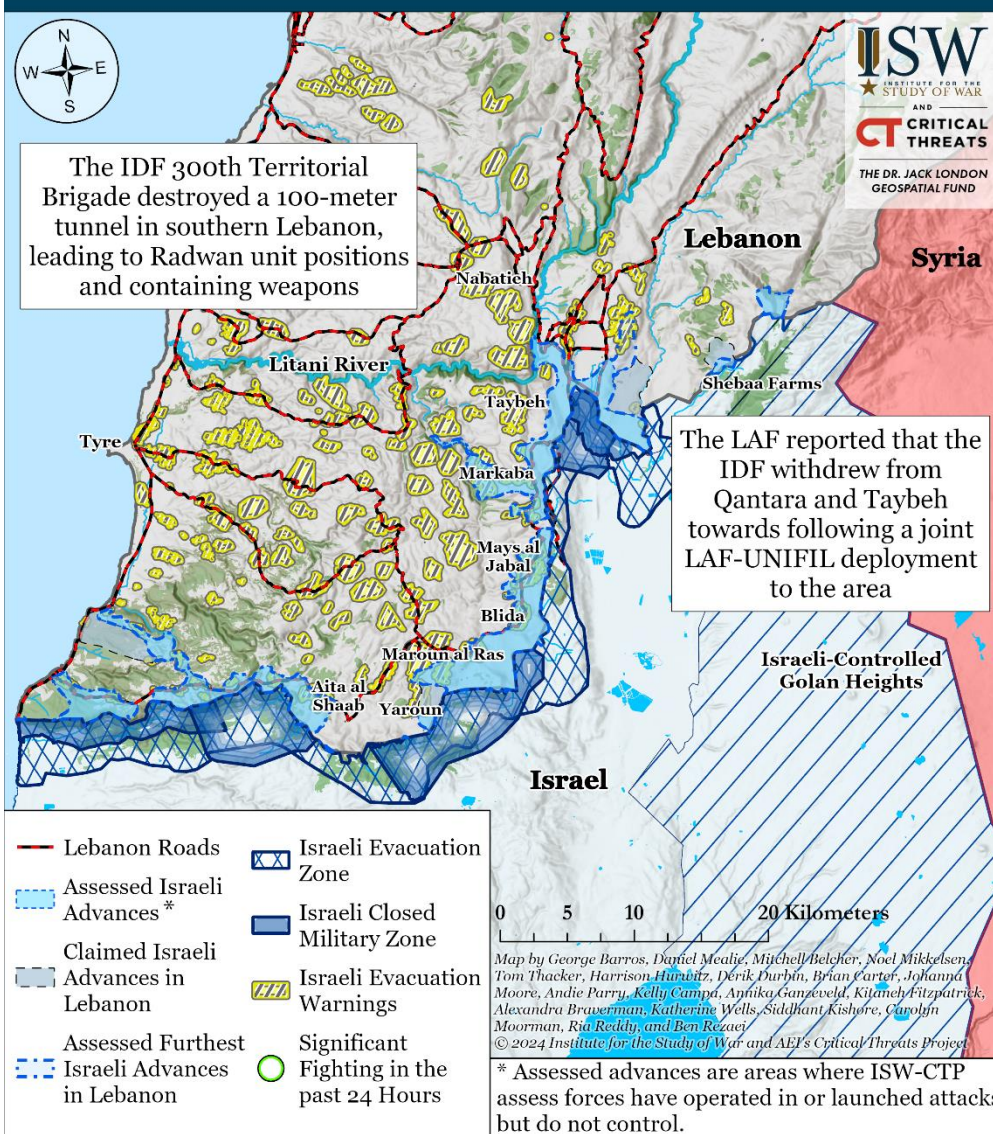 N
W E
S
ISW
INSTITUTE FOR THE
STUDY OF WAR
AND
CT CRITICAL
THREATS
THE DR. JACK LONDON
GEOSPATIAL FUND
The IDF 300th Territorial
Brigade destroyed a 100-meter
tunnel in southern Lebanon,
leading to Radwan unit positions
and containing weapons
Lebanon
Syria
Nabatieh
Litani River
Shebaa Farms
Taybeh
Tyre
Markaba
The LAF reported that the
IDF withdrew from
Qantara and Taybeh
towards following a joint
LAF-UNIFIL deployment
to the area
Mays al
Jabal
Blida
Maroun al Ras
Israeli-Controlled
Golan Heights
Aita al
Shaab
Yaroun
Israel
Lebanon Roads
Assessed Israeli
Advances *
Claimed Israeli
Advances in
Lebanon
Assessed Furthest
Israeli Advances
in Lebanon
Israeli Evacuation
Zone
Israeli Closed
Military Zone
Israeli Evacuation
Warnings
Significant
Fighting in the
past 24 Hours
0 5 10 20 Kilometers
Map by George Barros, Daniel Mealie, Mitchell Belcher, Noel Mikkelsen,
Tom Thacker, Harrison Hurwitz, Derik Durbin, Brian Carter, Johanna
Moore, Andie Parry, Kelly Campa, Annika Ganzeveld, Kitaneh Fitzpatrick,
Alexandra Braverman, Katherine Wells, Siddhant Kishore, Carolyn
Moorman, Ria Reddy, and Ben Rezaei
© 2024 Institute for the Study of War and AEI's Critical Threats Project
* Assessed advances are areas where ISW-CTP
assess forces have operated in or launched attacks
but do not control.